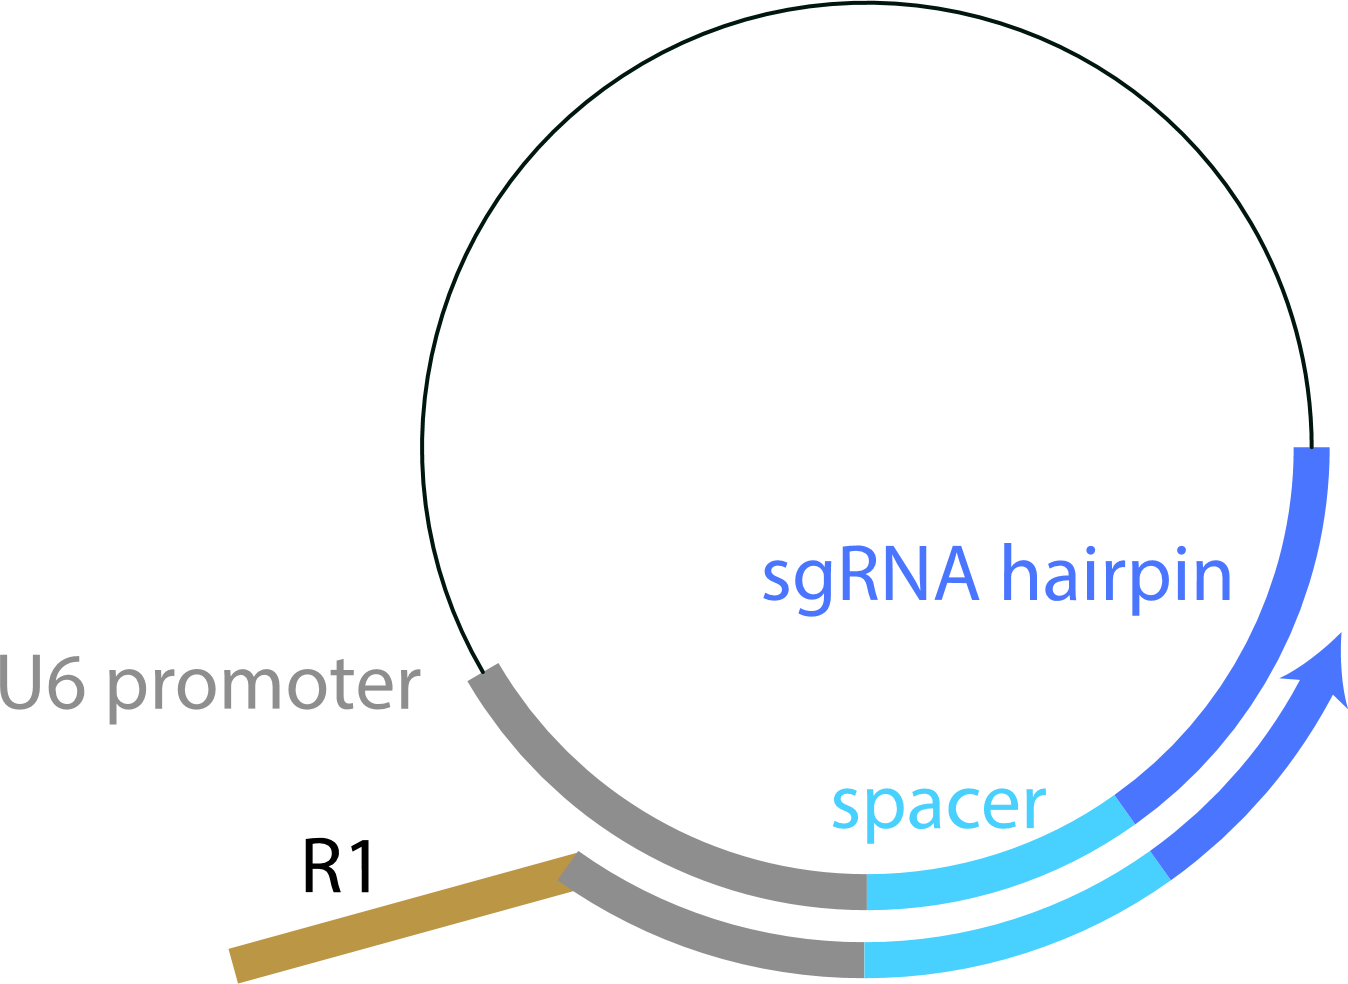 sgRNA hairpin
U6 promoter
spacer
R1